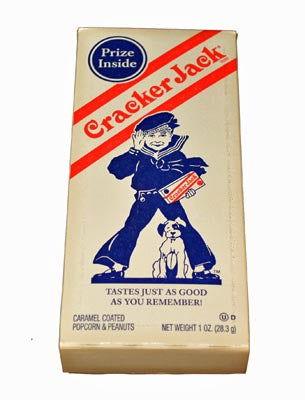 Prize
Inside
Cracker Jack®
TASTES JUST AS GOOD
AS YOU REMEMBER!
CARAMEL COATED
POPCORN & PEANUTS
Ⓤ D
NET WEIGHT 1 OZ. (28.3 g)